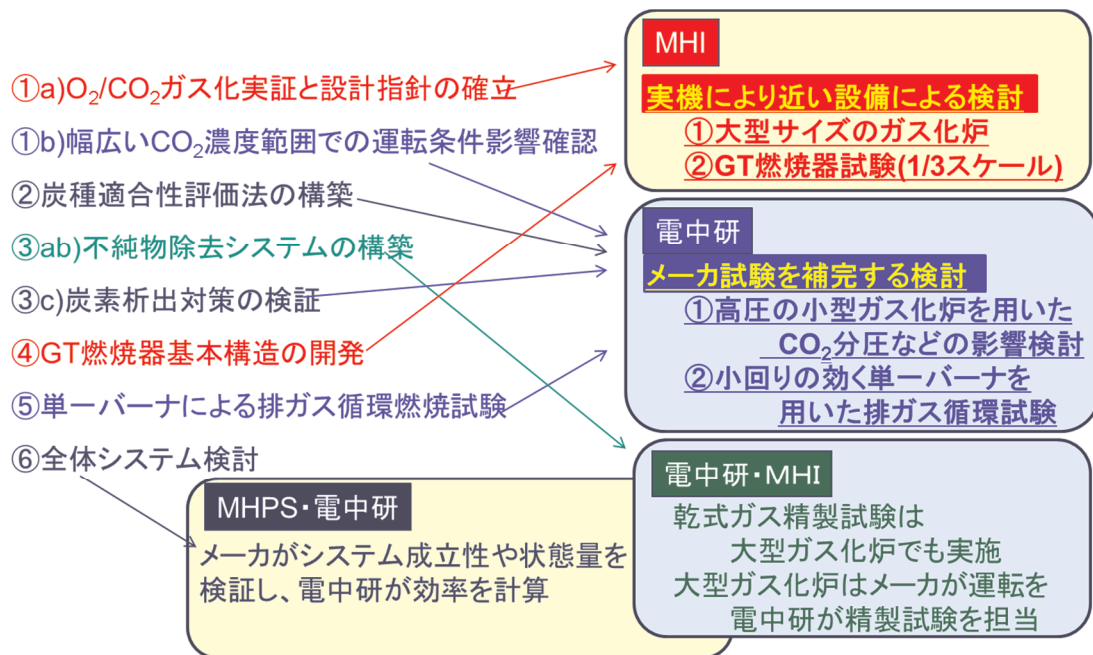 ①a)O₂/CO₂ガス化実証と設計指針の確立
①b)幅広いCO₂濃度範囲での運転条件影響確認
②炭種適合性評価法の構築
③ab)不純物除去システムの構築
③c)炭素析出対策の検証
④GT燃焼器基本構造の開発
⑤単一バーナによる排ガス循環燃焼試験
⑥全体システム検討
MHI
実機により近い設備による検討
①大型サイズのガス化炉
②GT燃焼器試験(1/3スケール)
電中研
メーカ試験を補完する検討
①高圧の小型ガス化炉を用いた
CO₂分圧などの影響検討
②小回りの効く単一バーナを
用いた排ガス循環試験
電中研・MHI
乾式ガス精製試験は
大型ガス化炉でも実施
大型ガス化炉はメーカが運転を
電中研が精製試験を担当
MHPS・電中研
メーカがシステム成立性や状態量を
検証し、電中研が効率を計算